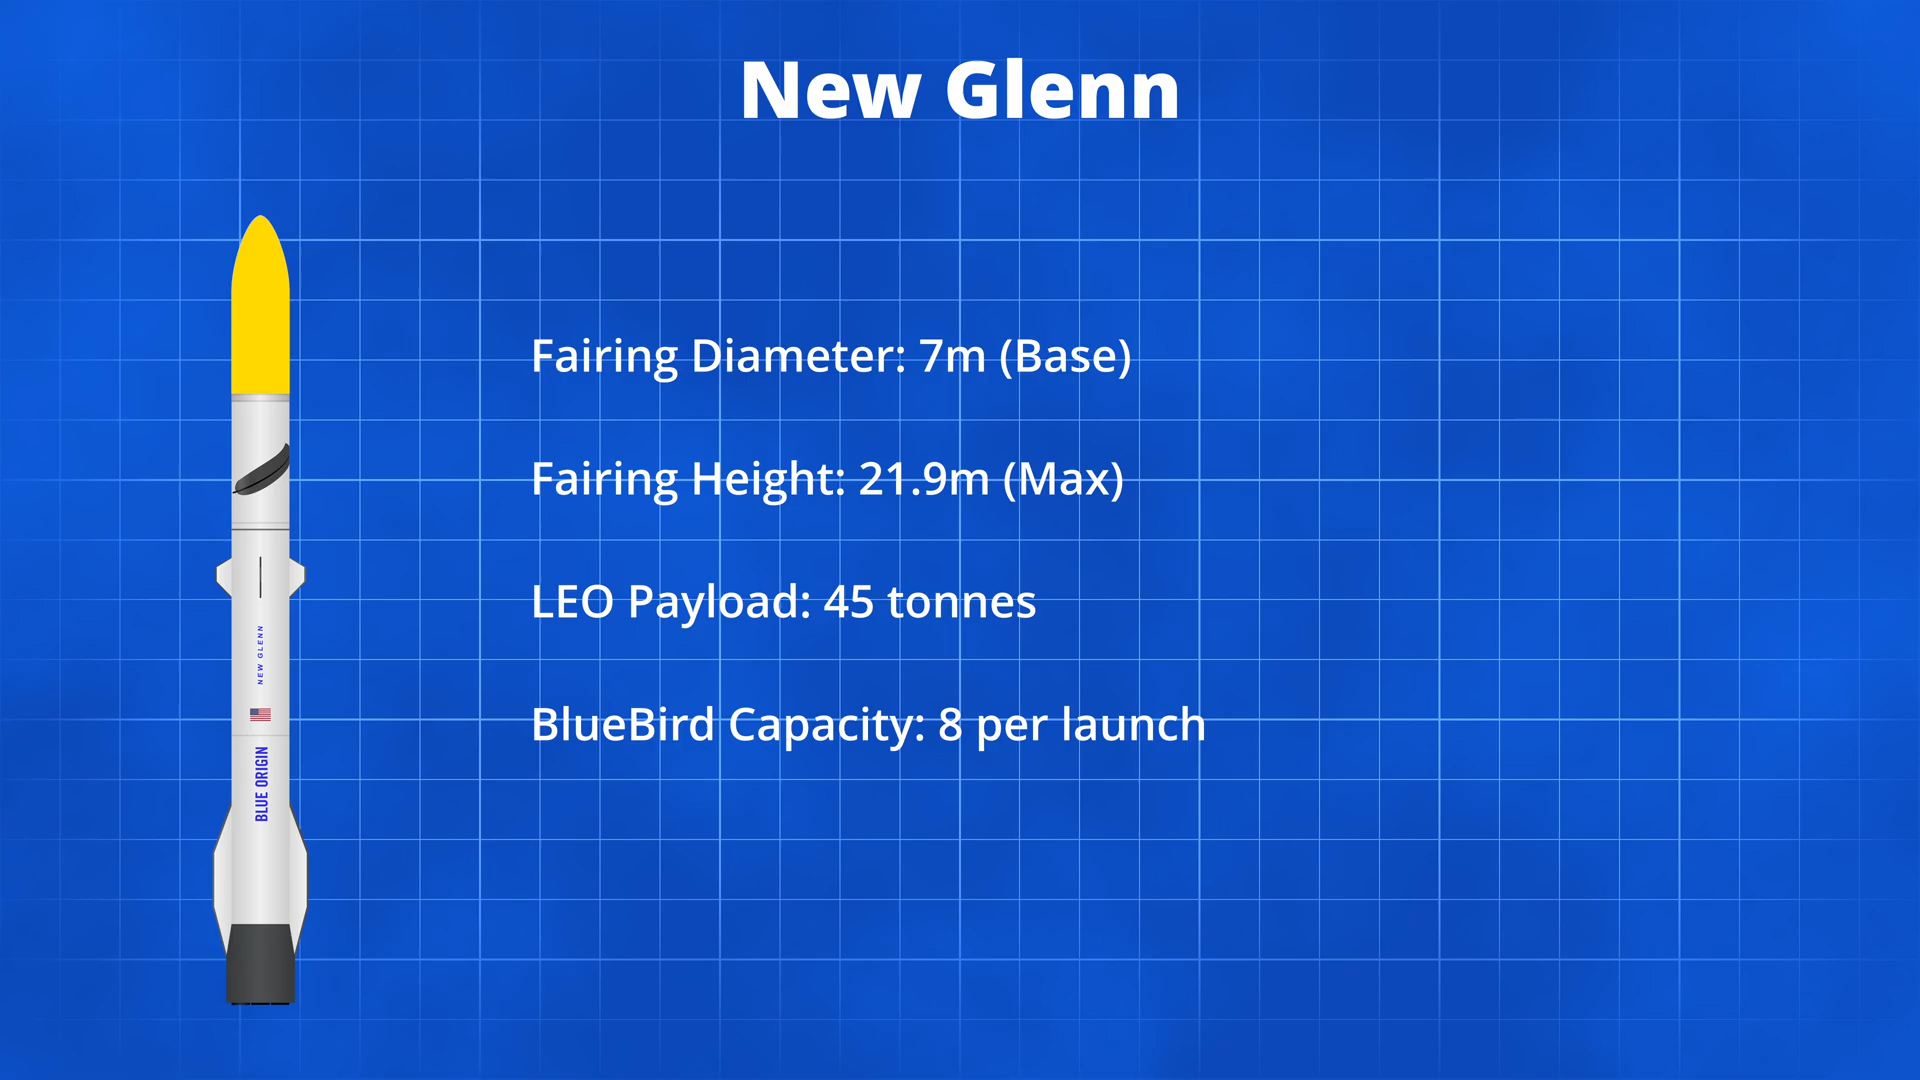 New Glenn
Fairing Diameter: 7m (Base)
Fairing Height: 21.9m (Max)
LEO Payload: 45 tonnes
BlueBird Capacity: 8 per launch
NEW GLENN
BLUE ORIGIN